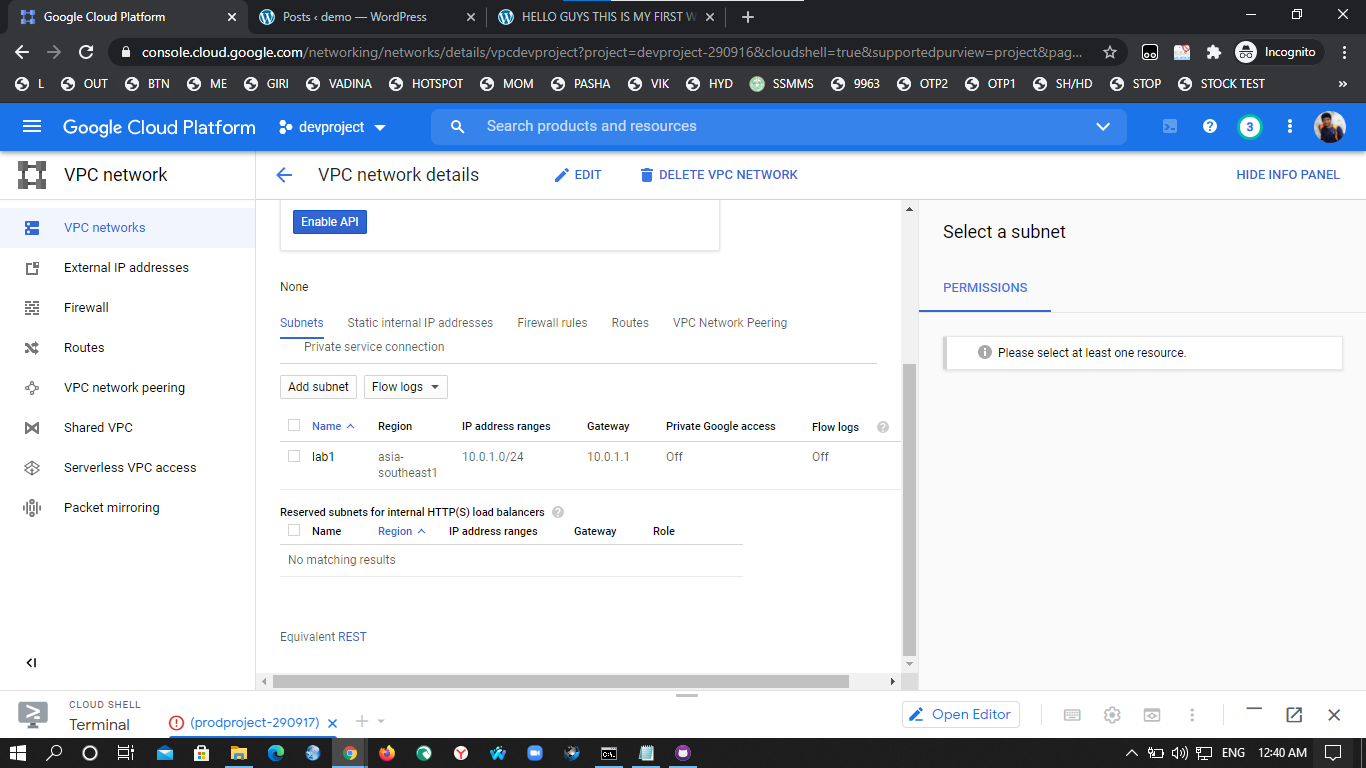 Google Cloud Platform
Posts ‹ demo — WordPress
HELLO GUYS THIS IS MY FIRST W
console.cloud.google.com/networking/networks/details/vpcdevproject?project=devproject-290916&cloudshell=true&supportedpurview=project&pag...
Incognito
L OUT BTN ME GIRI VADINA HOTSPOT MOM PASHA VIK HYD SSMMS 9963 OTP2 OTP1 SH/HD STOP STOCK TEST »
Google Cloud Platform devproject Search products and resources 3
VPC network
VPC network details EDIT DELETE VPC NETWORK HIDE INFO PANEL
VPC networks
External IP addresses
Firewall
Routes
VPC network peering
Shared VPC
Serverless VPC access
Packet mirroring
Enable API
None
Subnets Static internal IP addresses Firewall rules Routes VPC Network Peering
Private service connection
Add subnet Flow logs
Name Region IP address ranges Gateway Private Google access Flow logs
lab1 asia-southeast1 10.0.1.0/24 10.0.1.1 Off Off
Reserved subnets for internal HTTP(S) load balancers
Name Region IP address ranges Gateway Role
No matching results
Equivalent REST
Select a subnet
PERMISSIONS
Please select at least one resource.
CLOUD SHELL
Terminal (prodproject-290917) Open Editor
ENG 12:40 AM